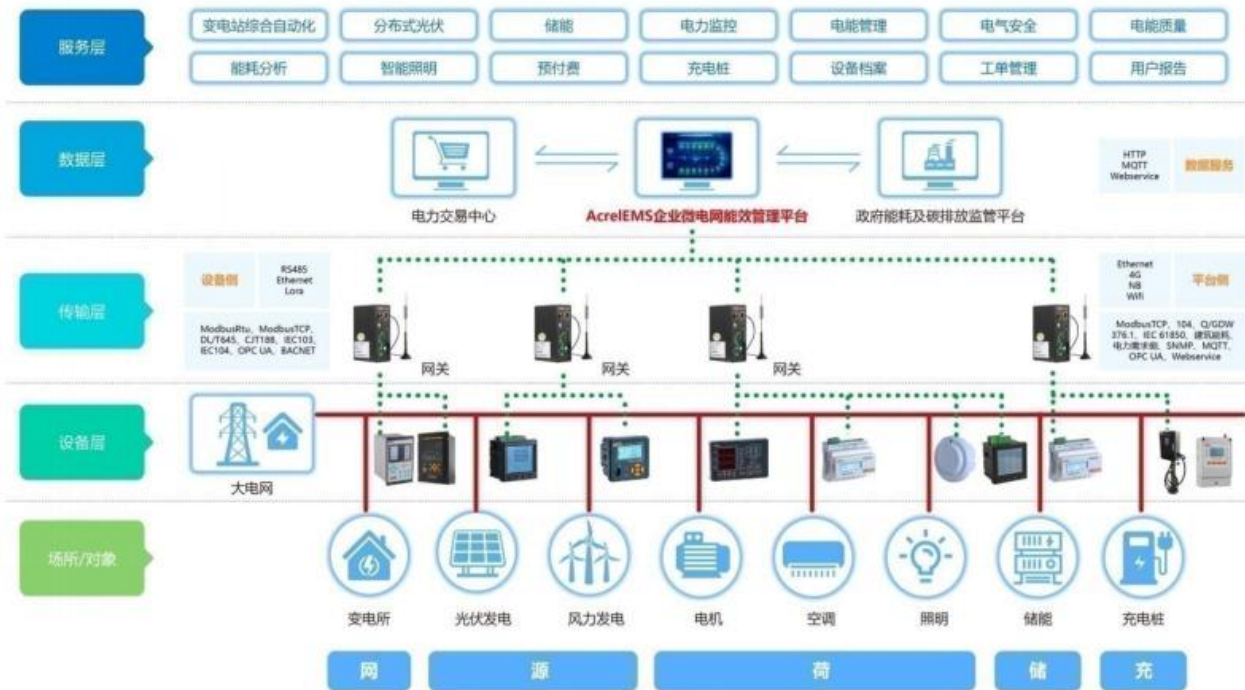 服务层
变电站综合自动化
分布式光伏
储能
电力监控
电能管理
电气安全
电能质量
能耗分析
智能照明
预付费
充电桩
设备档案
工单管理
用户报告
数据层
电力交易中心
AcrelEMS企业微电网能效管理平台
政府能耗及碳排放监管平台
HTTP
MQTT
Webservice
数据服务
传输层
设备侧
RS485
Ethernet
Lora
ModbusRtu、ModbusTCP、
DL/T645、CJT188、IEC103、
IEC104、OPC UA、BACNET
网关
网关
网关
Ethernet
4G
NB
Wifi
平台侧
ModbusTCP、104、Q/GDW
376.1、IEC 61850、建筑能耗、
电力需求侧、SNMP、MQTT、
OPC UA、Webservice
设备层
大电网
场所/对象
变电所
光伏发电
风力发电
电机
空调
照明
储能
充电桩
网
源
荷
储
充